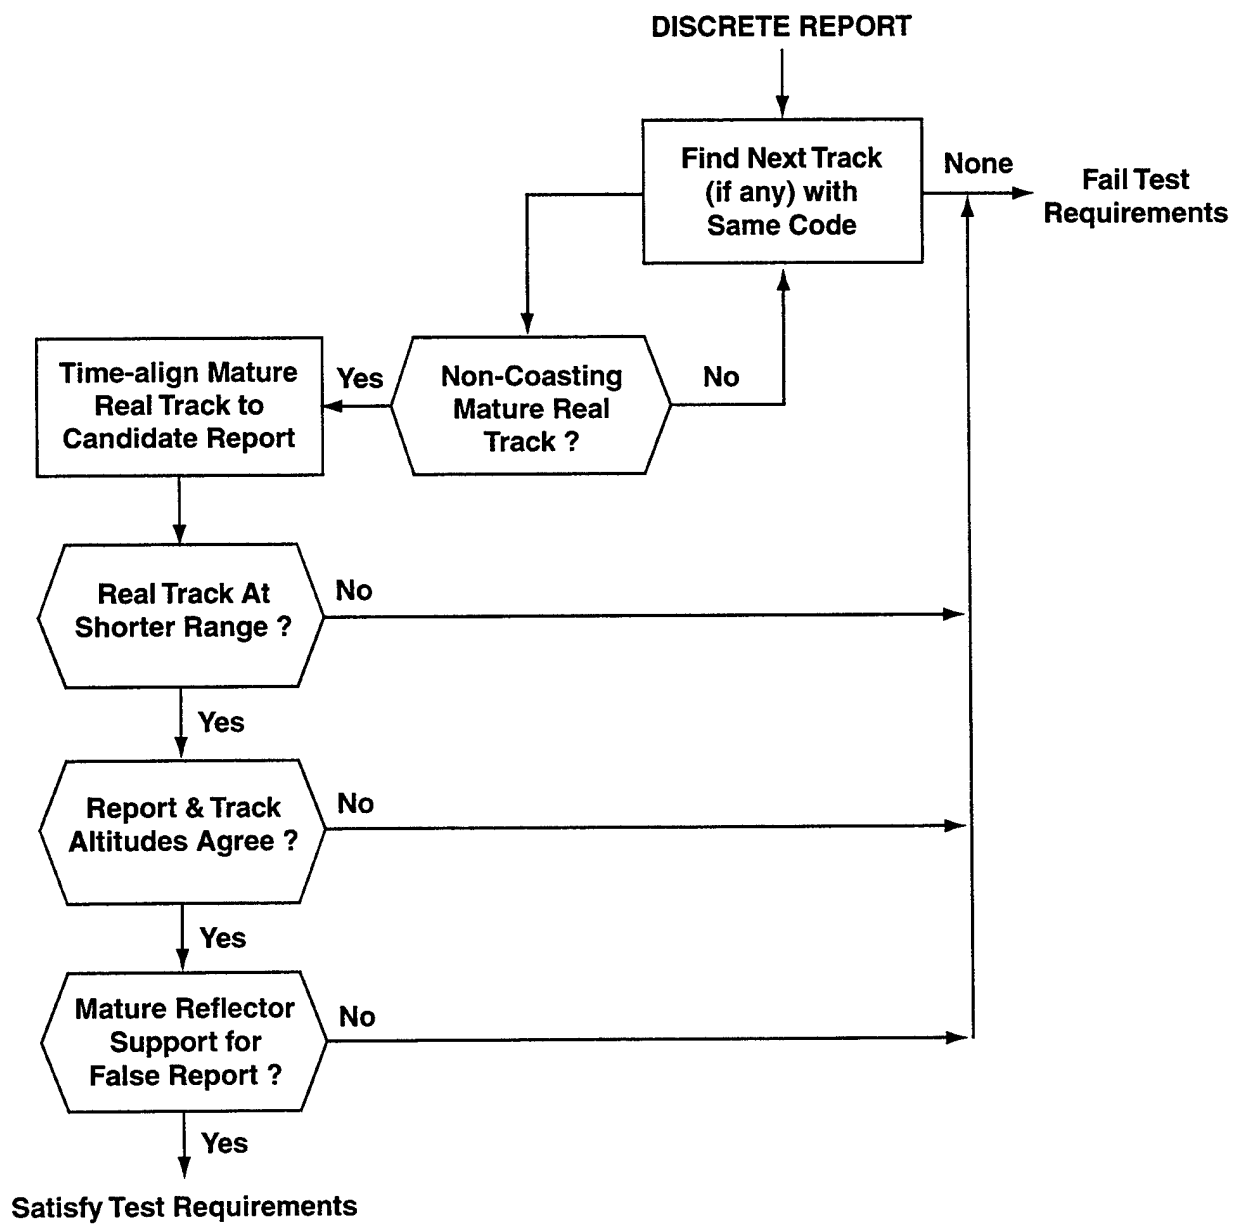 DISCRETE REPORT
Find Next Track
(if any) with
Same Code
None
Fail Test
Requirements
Time-align Mature
Real Track to
Candidate Report
Yes
Non-Coasting
Mature Real
Track ?
No
Real Track At
Shorter Range ?
No
Yes
Report & Track
Altitudes Agree ?
No
Yes
Mature Reflector
Support for
False Report ?
No
Yes
Satisfy Test Requirements